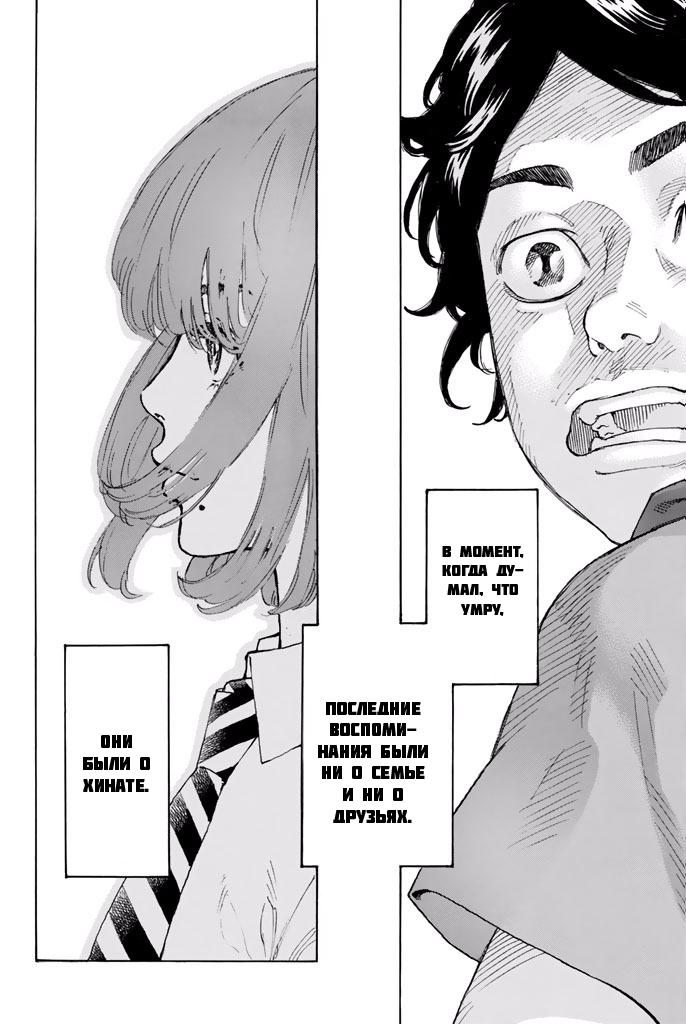 В МОМЕНТ,
КОГДА ДУ-
МАЛ, ЧТО
УМРУ,
ПОСЛЕДНИЕ
ВОСПОМИ-
НАНИЯ БЫЛИ
НИ О СЕМЬЕ
И НИ О
ДРУЗЬЯХ.
ОНИ
БЫЛИ О
ХИНАТЕ.